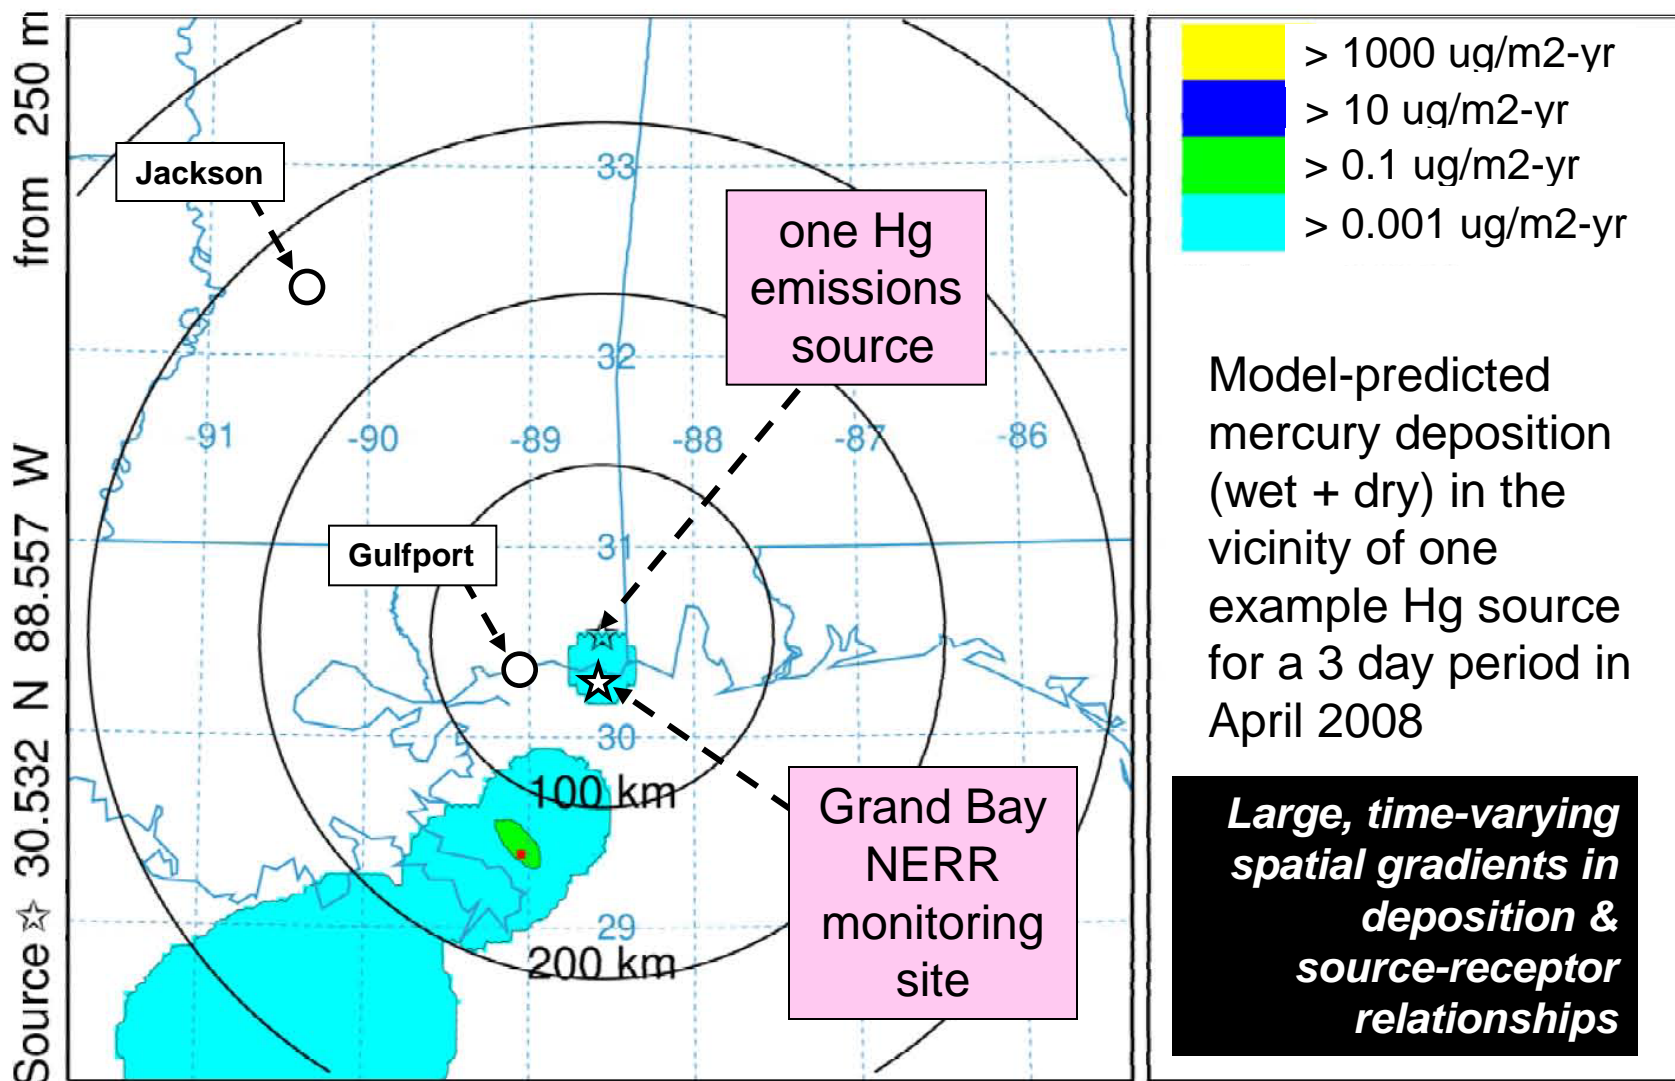 Source ☆ 30.532 N 88.557 W from 250 m
Jackson
33
one Hg
emissions
source
32
-91
-90
-89
-88
-87
-86
Gulfport
31
30
100 km
Grand Bay
NERR
monitoring
site
29
200 km
> 1000 ug/m2-yr
> 10 ug/m2-yr
> 0.1 ug/m2-yr
> 0.001 ug/m2-yr
Model-predicted
mercury deposition
(wet + dry) in the
vicinity of one
example Hg source
for a 3 day period in
April 2008
Large, time-varying
spatial gradients in
deposition &
source-receptor
relationships